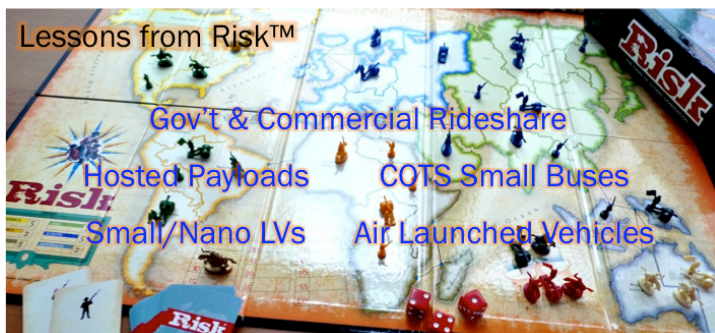 Lessons from Risk™
Risk
Gov't & Commercial Rideshare
Hosted Payloads
COTS Small Buses
Risk
Small/Nano LVs
Air Launched Vehicles
Risk